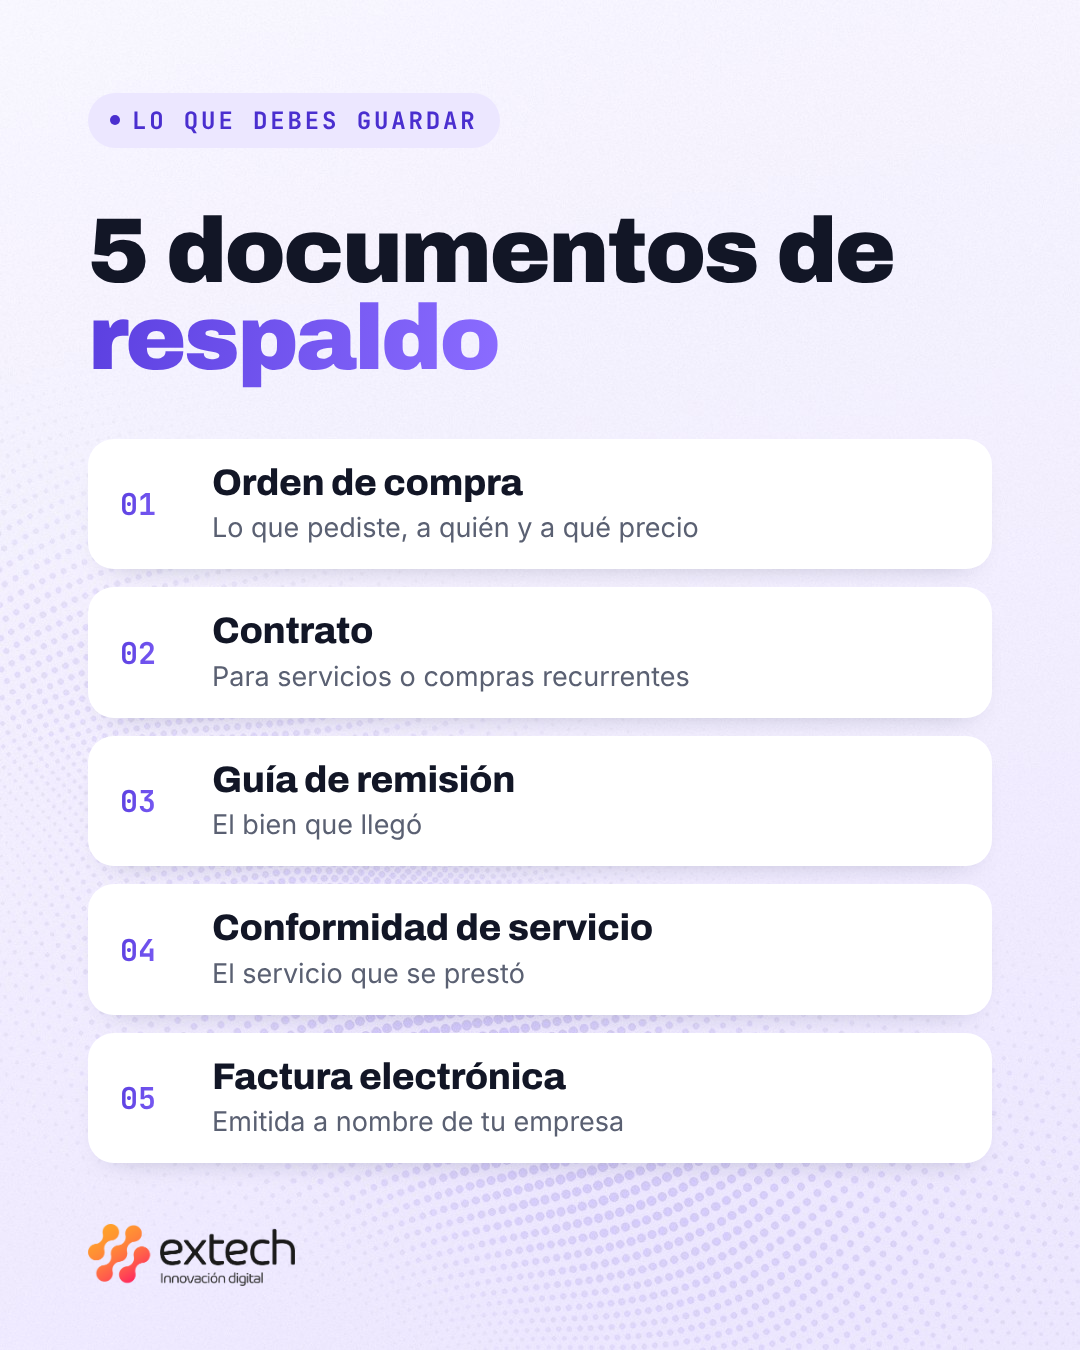 LO QUE DEBES GUARDAR
5 documentos de
respaldo
01
Orden de compra
Lo que pediste, a quién y a qué precio
02
Contrato
Para servicios o compras recurrentes
03
Guía de remisión
El bien que llegó
04
Conformidad de servicio
El servicio que se prestó
05
Factura electrónica
Emitida a nombre de tu empresa
extech
Innovación digital